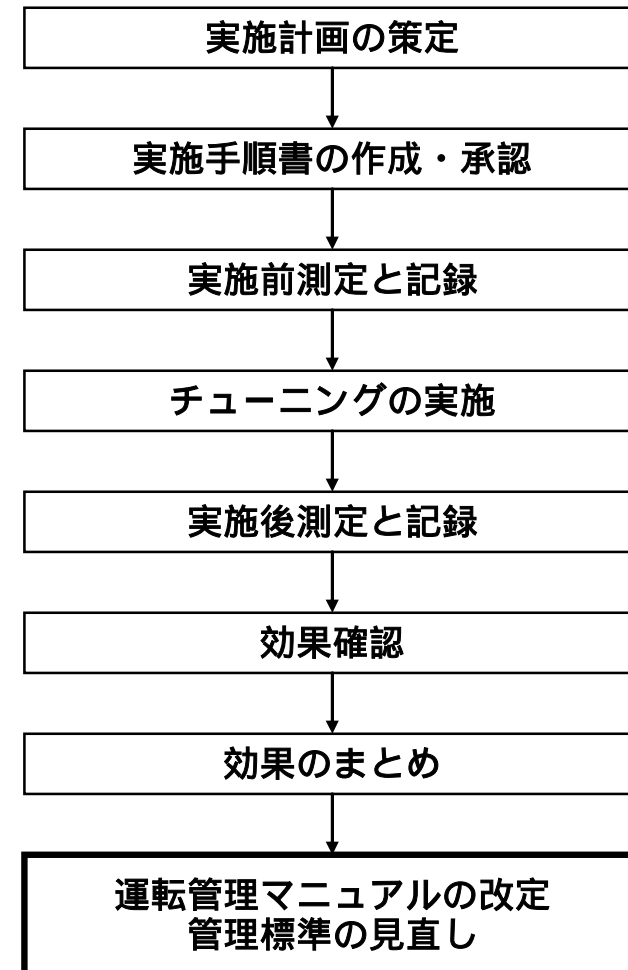 実施計画の策定
実施手順書の作成・承認
実施前測定と記録
チューニングの実施
実施後測定と記録
効果確認
効果のまとめ
運転管理マニュアルの改定
管理標準の見直し